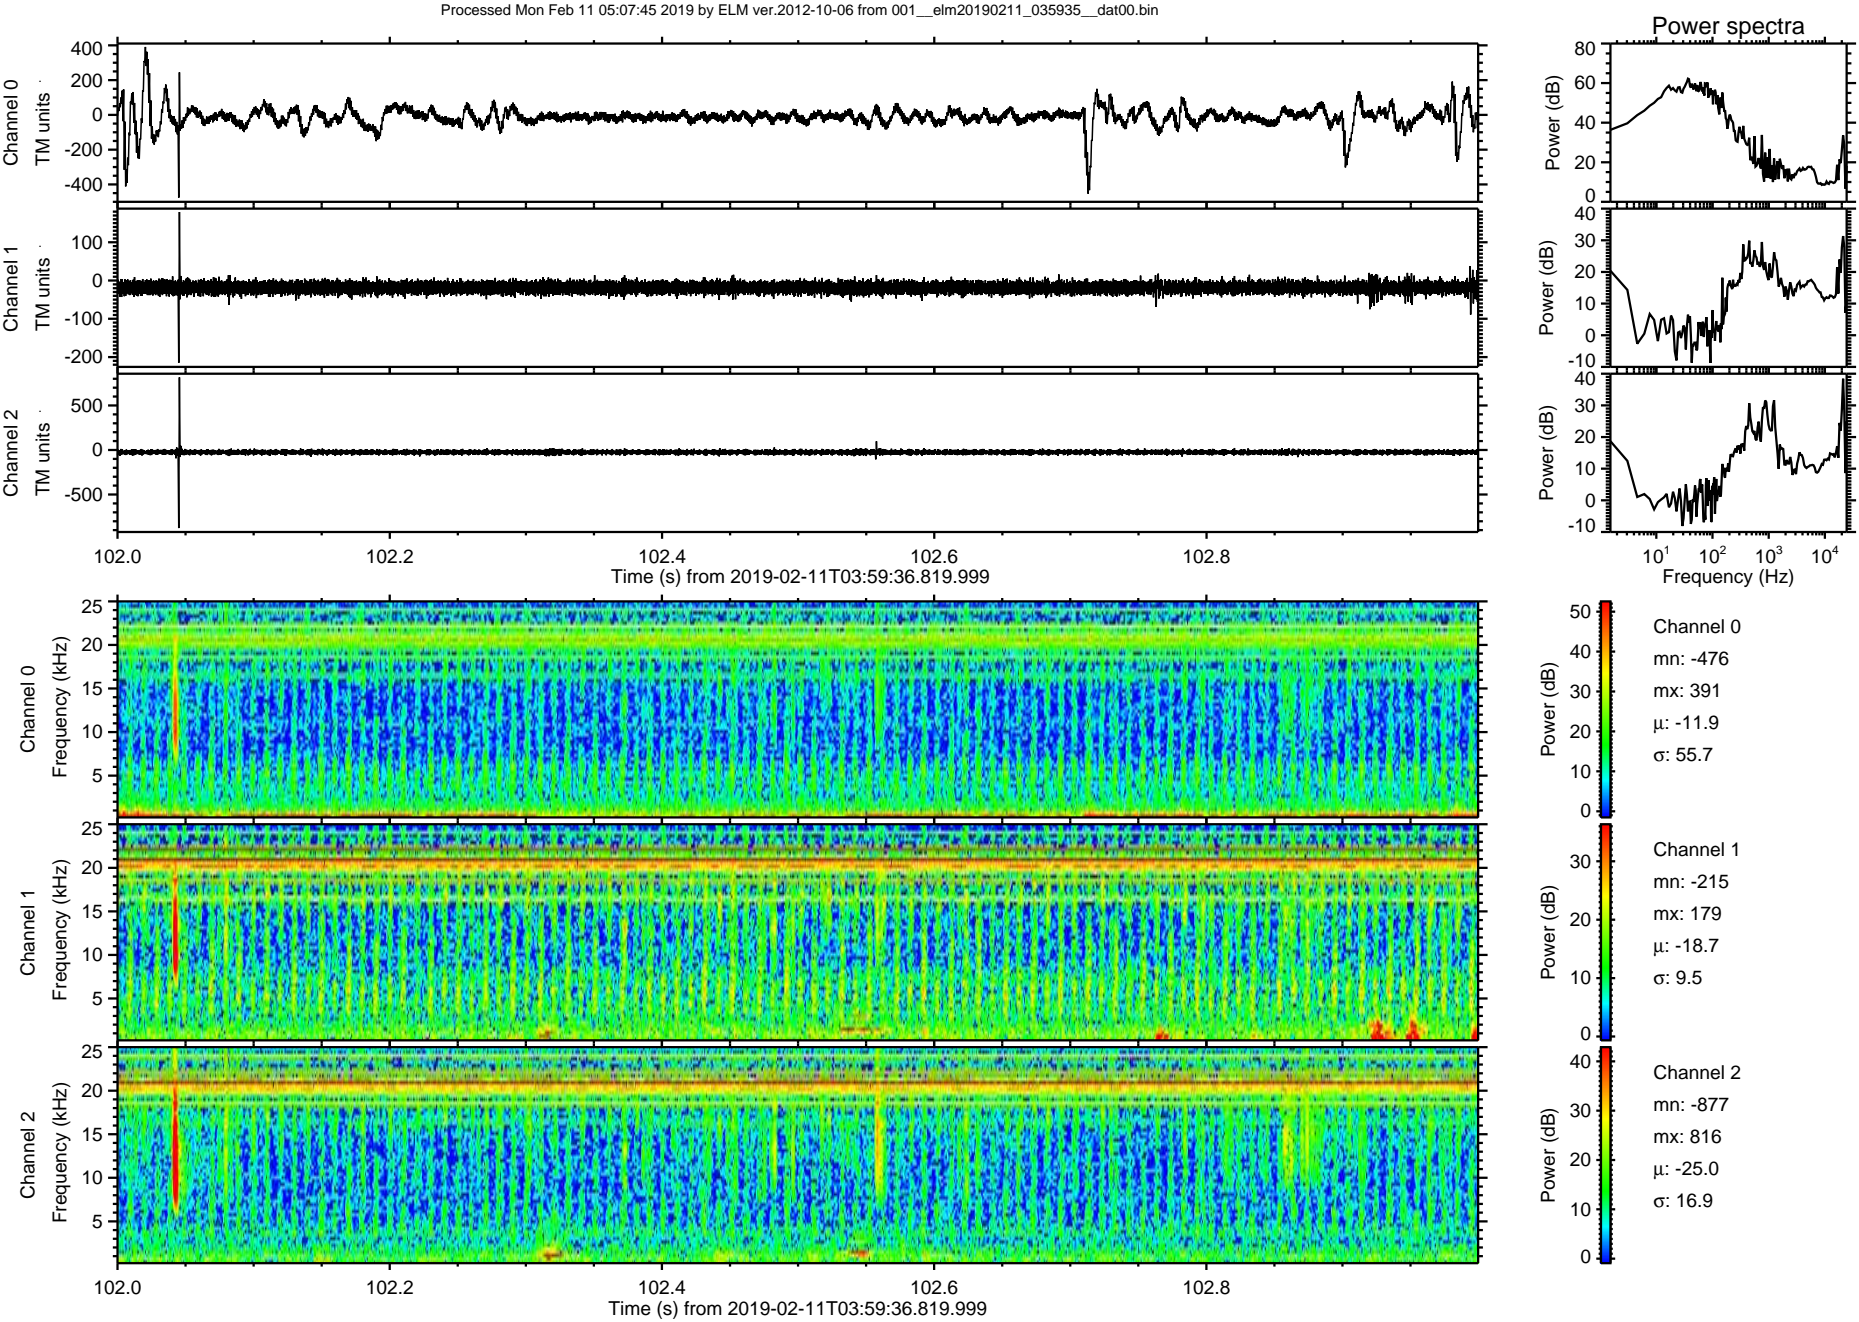 Processed Mon Feb 11 05:07:45 2019 by ELM ver.2012-10-06 from 001__elm20190211_035935__dat00.bin
Power spectra
Channel 0
TM units
400
200
0
-200
-400
Power (dB)
80
60
40
20
0
Channel 1
TM units
100
0
-100
-200
Power (dB)
40
30
20
10
0
-10
Channel 2
TM units
500
0
-500
Power (dB)
40
30
20
10
0
-10
102.0 102.2 102.4 102.6 102.8
Time (s) from 2019-02-11T03:59:36.819.999
10¹ 10² 10³ 10⁴
Frequency (Hz)
Channel 0
Frequency (kHz)
25
20
15
10
5
Power (dB)
50
40
30
20
10
0
Channel 0
mn: -476
mx: 391
μ: -11.9
σ: 55.7
Channel 1
Frequency (kHz)
25
20
15
10
5
Power (dB)
30
20
10
0
Channel 1
mn: -215
mx: 179
μ: -18.7
σ: 9.5
Channel 2
Frequency (kHz)
25
20
15
10
5
Power (dB)
40
30
20
10
0
Channel 2
mn: -877
mx: 816
μ: -25.0
σ: 16.9
102.0 102.2 102.4 102.6 102.8
Time (s) from 2019-02-11T03:59:36.819.999